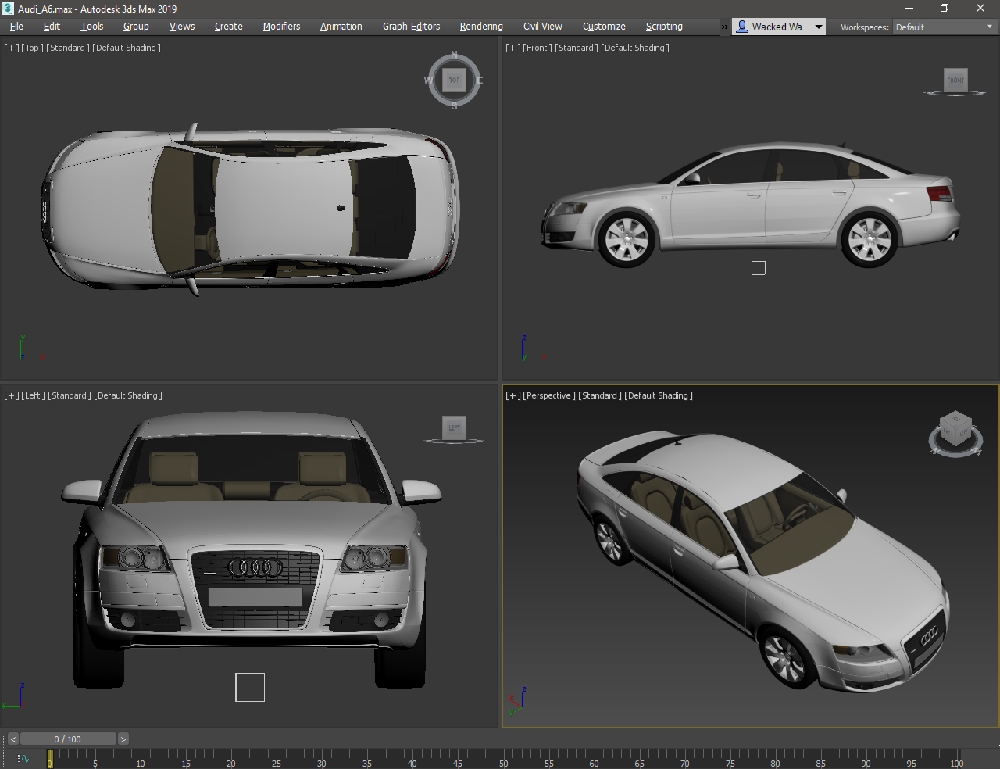 Audi_A6.max - Autodesk 3ds Max 2019
File Edit Tools Group Views Create Modifiers Animation Graph Editors Rendering Civil View Customize Scripting » Wacked Wa Workspaces: Default
[+] [Top] [Standard] [Default Shading]
[+] [Front] [Standard] [Default Shading]
N
W TOP E
S
FRONT
y
x
z
x
[+] [Left] [Standard] [Default Shading]
[+] [Perspective] [Standard] [Default Shading]
LEFT
z
z
< 0 / 100 >
0 5 10 15 20 25 30 35 40 45 50 55 60 65 70 75 80 85 90 95 100